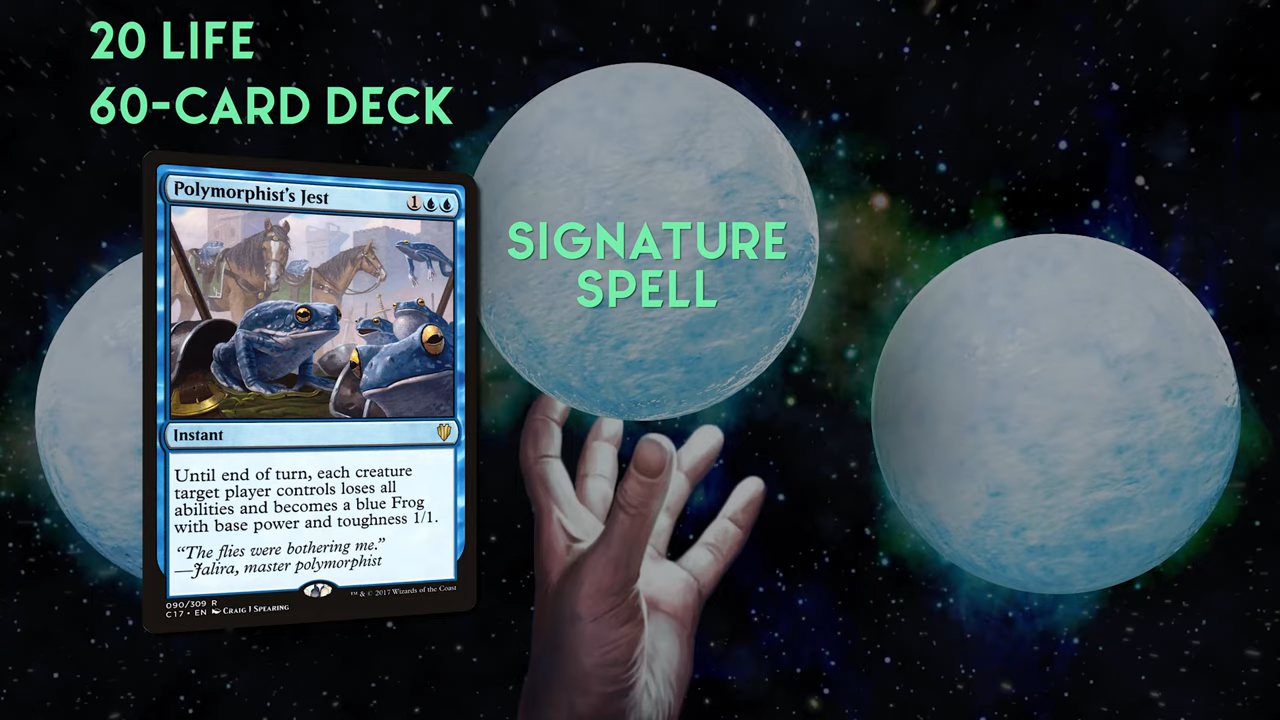 20 LIFE
60-CARD DECK
Polymorphist's Jest
1
SIGNATURE
SPELL
Instant
Until end of turn, each creature
target player controls loses all
abilities and becomes a blue Frog
with base power and toughness 1/1.
“The flies were bothering me.”
—Jalira, master polymorphist
090/309 R
C17 • EN CRAIG J SPEARING
™ & © 2017 Wizards of the Coast